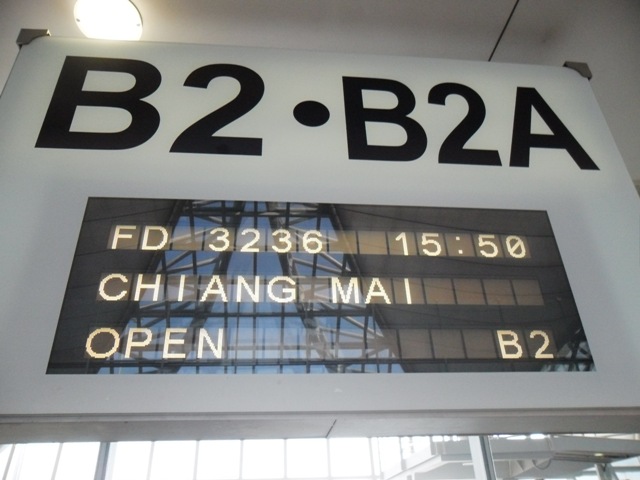 B2•B2A
FD 3236 15:50
CHIANG MAI
OPEN B2